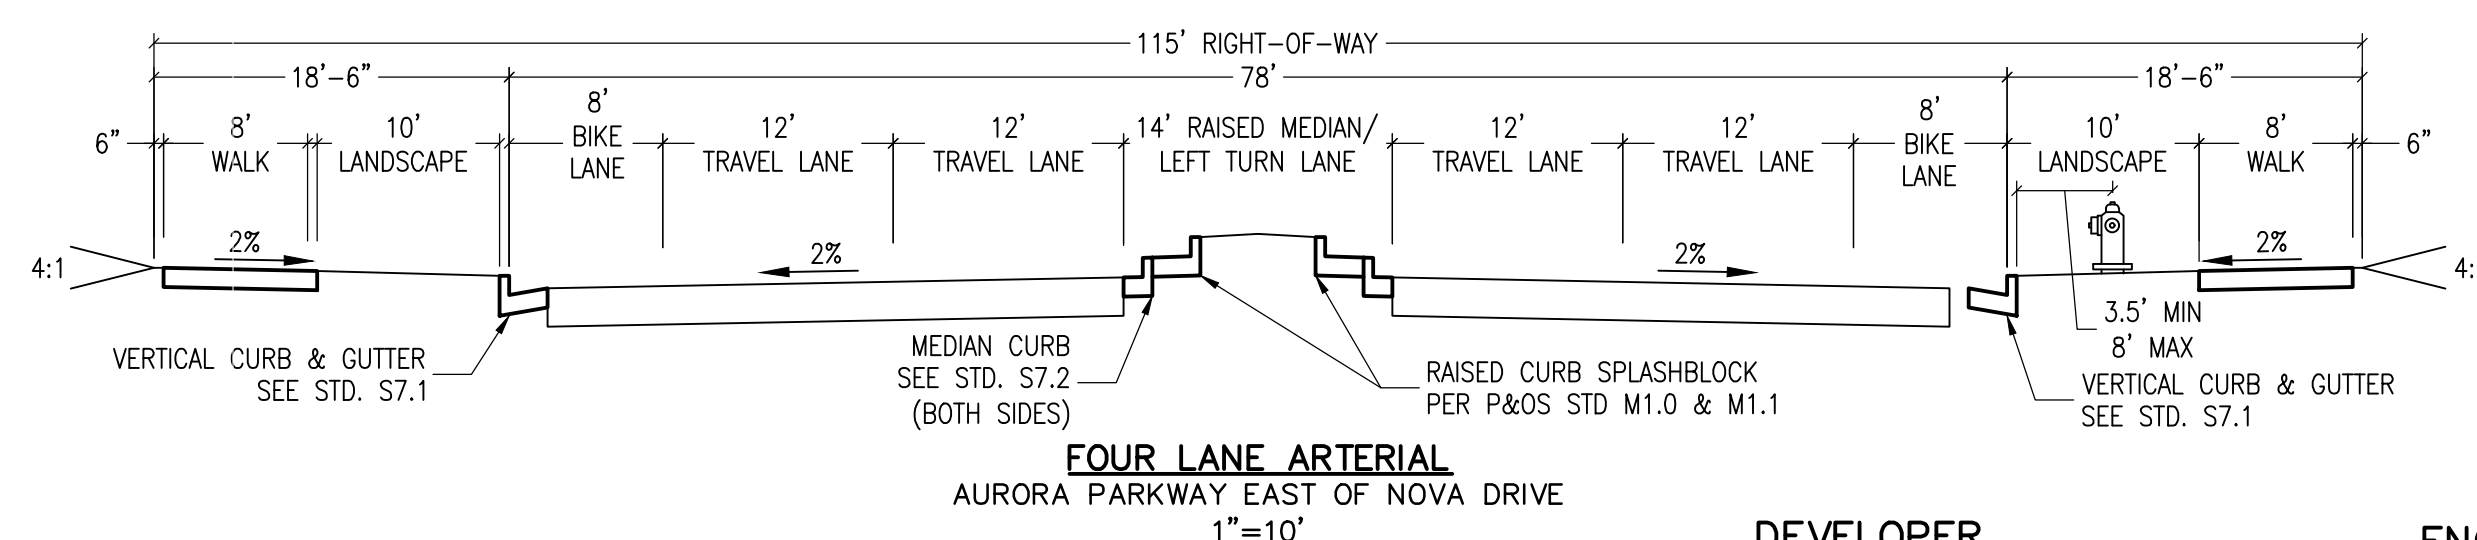 115' RIGHT-OF-WAY
18'-6" 78' 18'-6"
6" 8' WALK
10' LANDSCAPE
8' BIKE LANE
12' TRAVEL LANE
12' TRAVEL LANE
14' RAISED MEDIAN/
LEFT TURN LANE
12' TRAVEL LANE
12' TRAVEL LANE
8' BIKE LANE
10' LANDSCAPE
8' WALK
6"
4:1 2% 2% 2% 2% 4:
3.5' MIN
8' MAX
VERTICAL CURB & GUTTER
SEE STD. S7.1
MEDIAN CURB
SEE STD. S7.2
(BOTH SIDES)
RAISED CURB SPLASHBLOCK
PER P&OS STD M1.0 & M1.1
VERTICAL CURB & GUTTER
SEE STD. S7.1
FOUR LANE ARTERIAL
AURORA PARKWAY EAST OF NOVA DRIVE
1"=10'
DEVELOPER